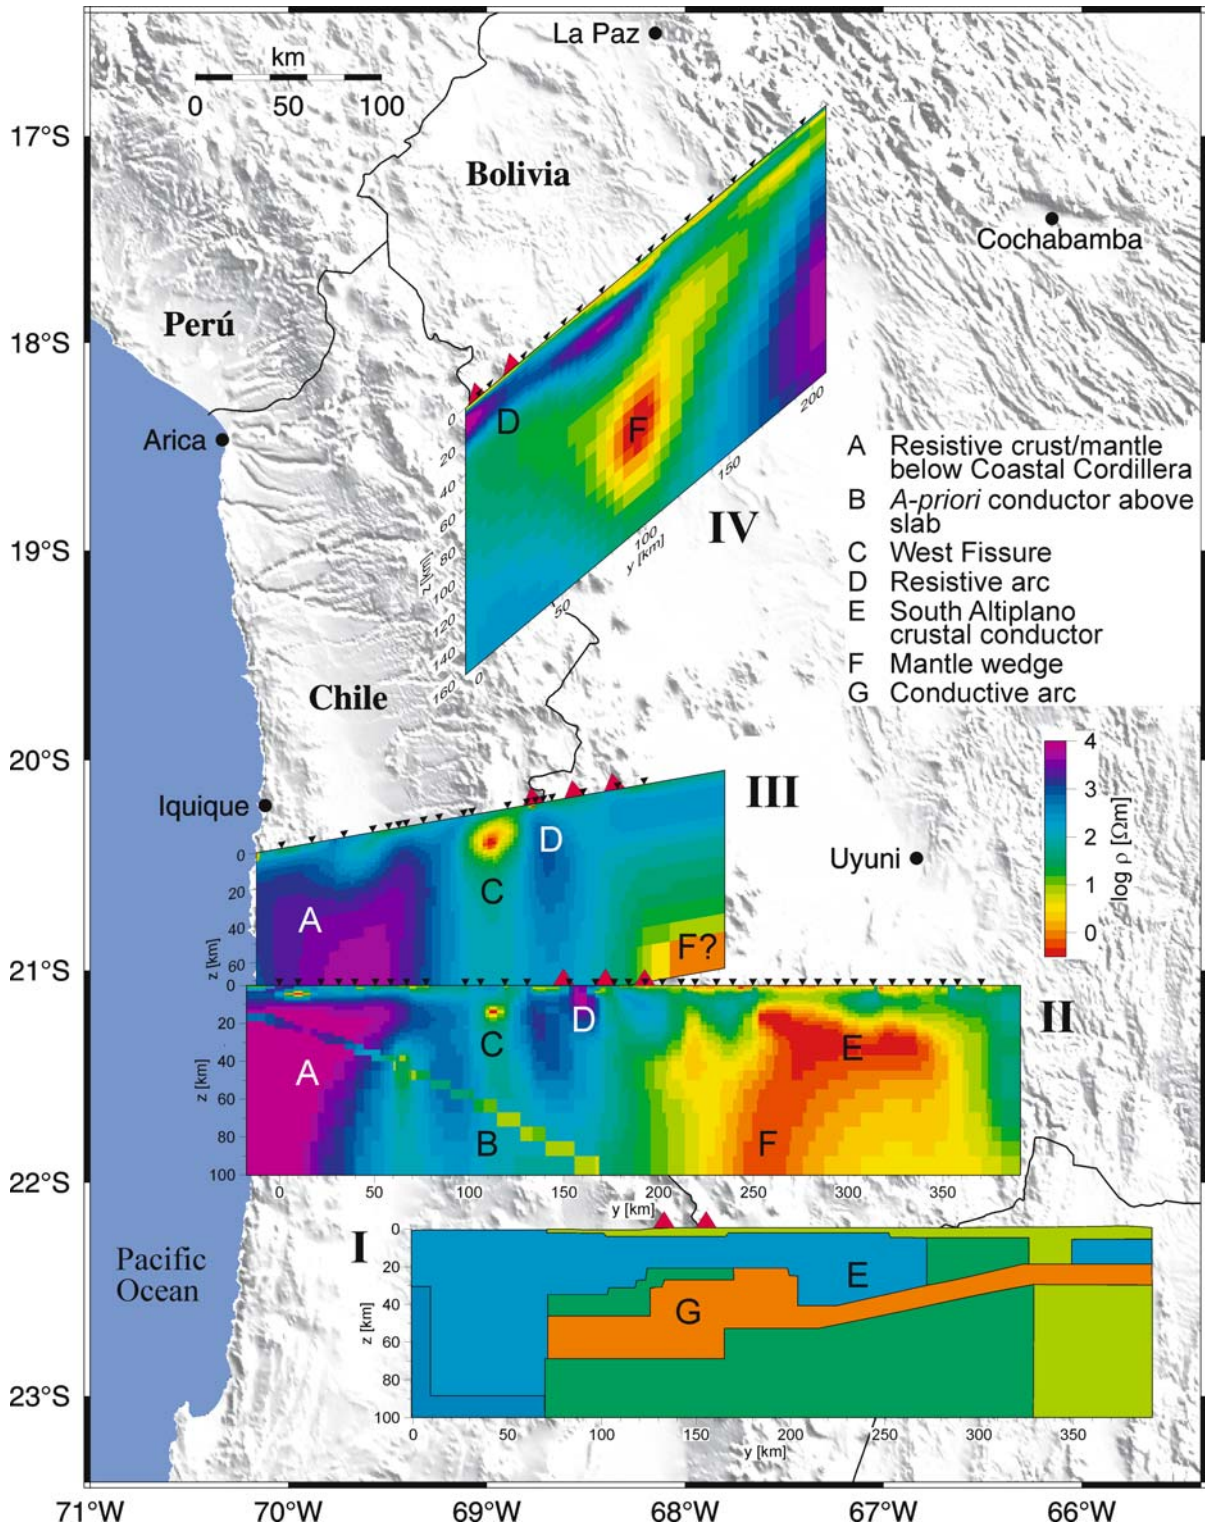 La Paz
km
0 50 100
17°S
Bolivia
Cochabamba
Perú
18°S
Arica
D
F
0
20
40
60
80
100
120
140
160
z [km]
0
50
100
150
200
y [km]
IV
A Resistive crust/mantle
below Coastal Cordillera
B A-priori conductor above
slab
C West Fissure
D Resistive arc
E South Altiplano
crustal conductor
F Mantle wedge
G Conductive arc
19°S
Chile
20°S
Iquique
III
4
3
2
1
0
log ρ [Ωm]
Uyuni
D
C
A
F?
0
20
40
60
z [km]
21°S
II
D
C
E
A
B
F
0
20
40
60
80
100
z [km]
0 50 100 150 200 250 300 350
y [km]
22°S
I
Pacific
Ocean
E
G
0
20
40
60
80
100
z [km]
0 50 100 150 200 250 300 350
y [km]
23°S
71°W 70°W 69°W 68°W 67°W 66°W